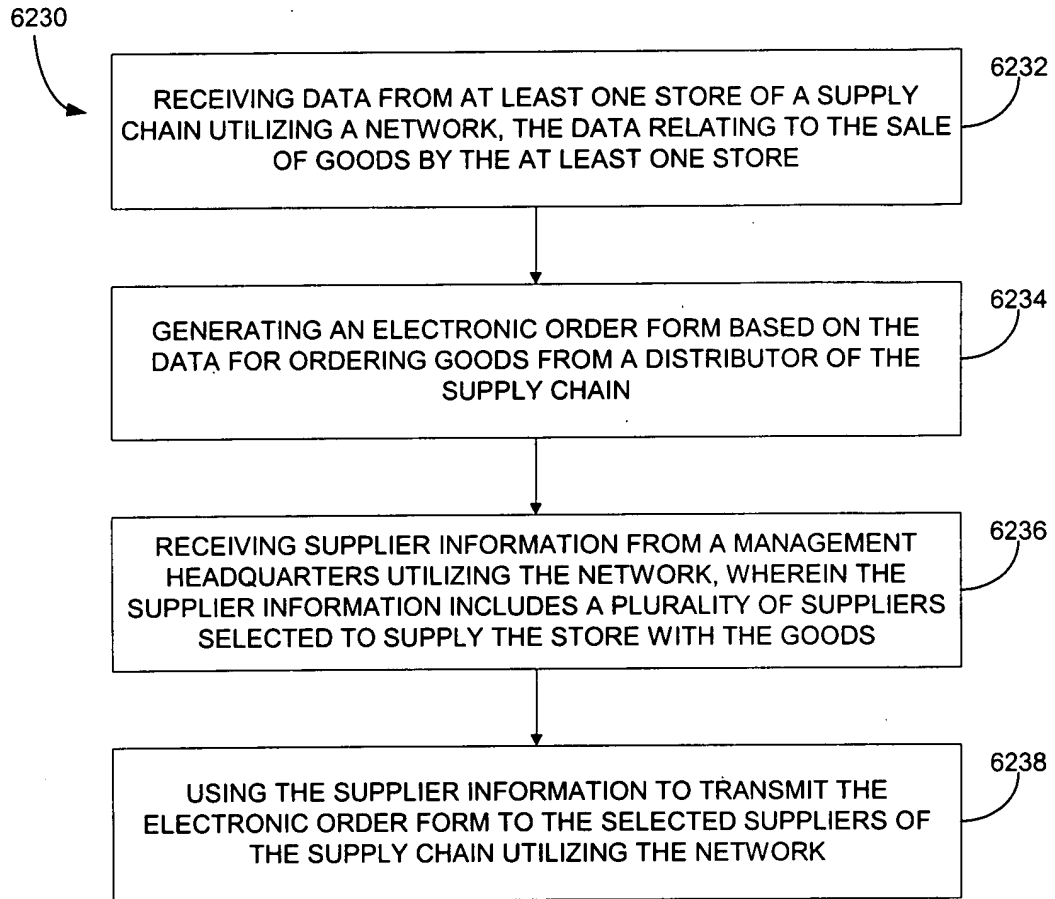 6230
6232
RECEIVING DATA FROM AT LEAST ONE STORE OF A SUPPLY
CHAIN UTILIZING A NETWORK, THE DATA RELATING TO THE SALE
OF GOODS BY THE AT LEAST ONE STORE
6234
GENERATING AN ELECTRONIC ORDER FORM BASED ON THE
DATA FOR ORDERING GOODS FROM A DISTRIBUTOR OF THE
SUPPLY CHAIN
6236
RECEIVING SUPPLIER INFORMATION FROM A MANAGEMENT
HEADQUARTERS UTILIZING THE NETWORK, WHEREIN THE
SUPPLIER INFORMATION INCLUDES A PLURALITY OF SUPPLIERS
SELECTED TO SUPPLY THE STORE WITH THE GOODS
6238
USING THE SUPPLIER INFORMATION TO TRANSMIT THE
ELECTRONIC ORDER FORM TO THE SELECTED SUPPLIERS OF
THE SUPPLY CHAIN UTILIZING THE NETWORK